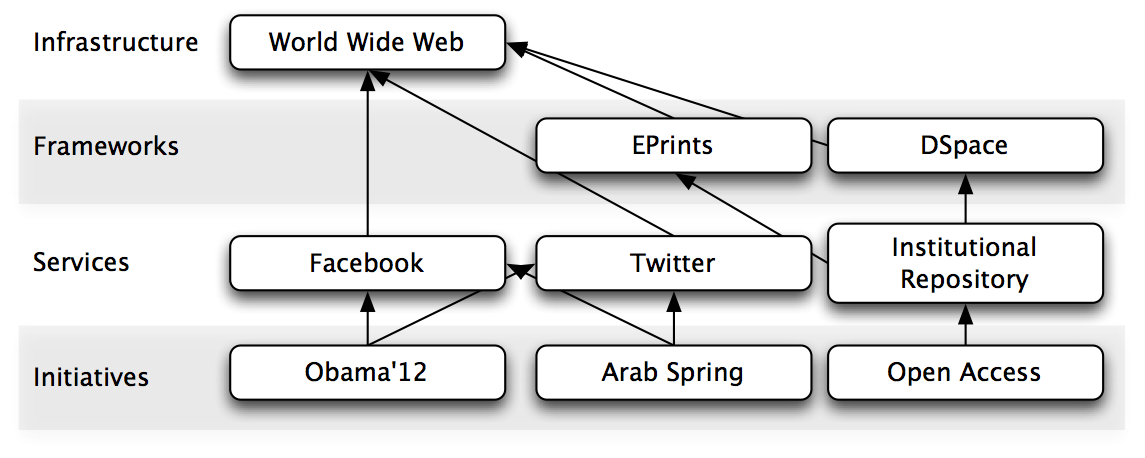 Infrastructure
World Wide Web
Frameworks
EPrints
DSpace
Services
Facebook
Twitter
Institutional
Repository
Initiatives
Obama'12
Arab Spring
Open Access